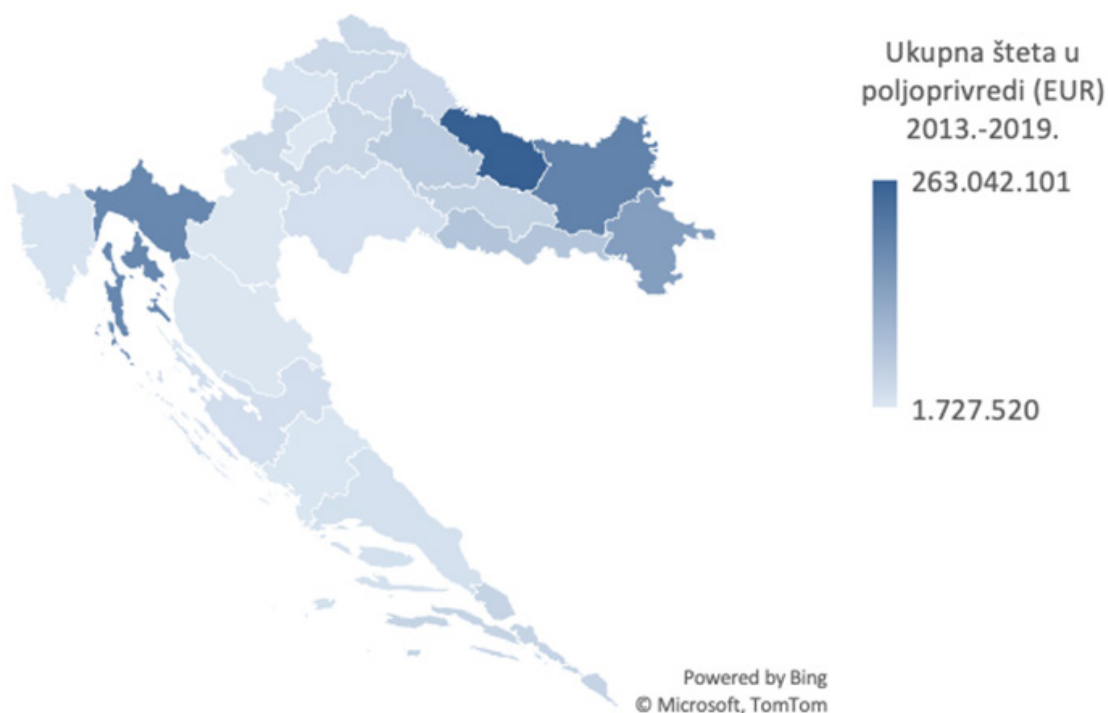 Ukupna šteta u
poljoprivredi (EUR)
2013.-2019.
263.042.101
1.727.520
Powered by Bing
© Microsoft, TomTom